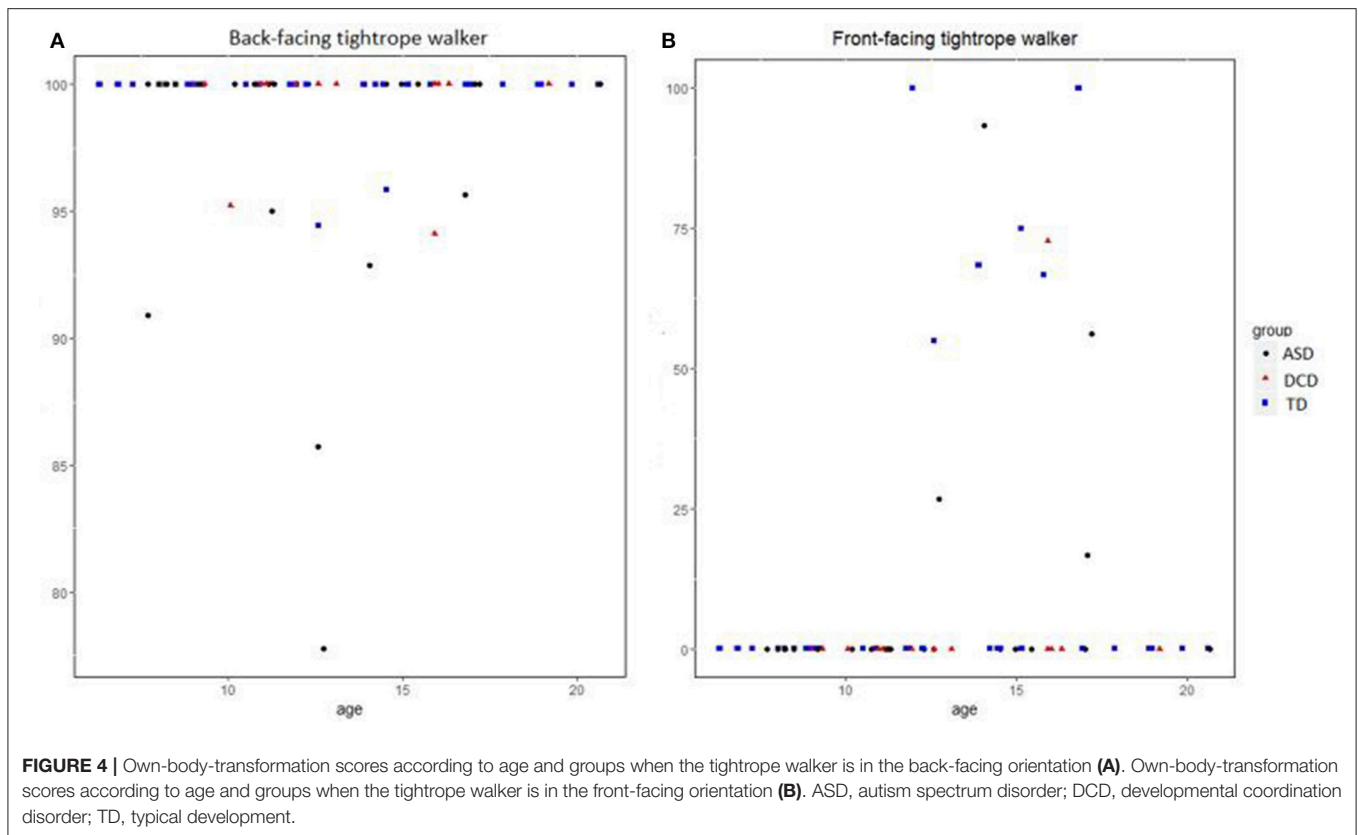 A
Back-facing tightrope walker
100
95
90
85
80
10 15 20
age
B
Front-facing tightrope walker
100
75
50
25
0
10 15 20
age
group
ASD
DCD
TD
FIGURE 4 | Own-body-transformation scores according to age and groups when the tightrope walker is in the back-facing orientation (A). Own-body-transformation
scores according to age and groups when the tightrope walker is in the front-facing orientation (B). ASD, autism spectrum disorder; DCD, developmental coordination
disorder; TD, typical development.